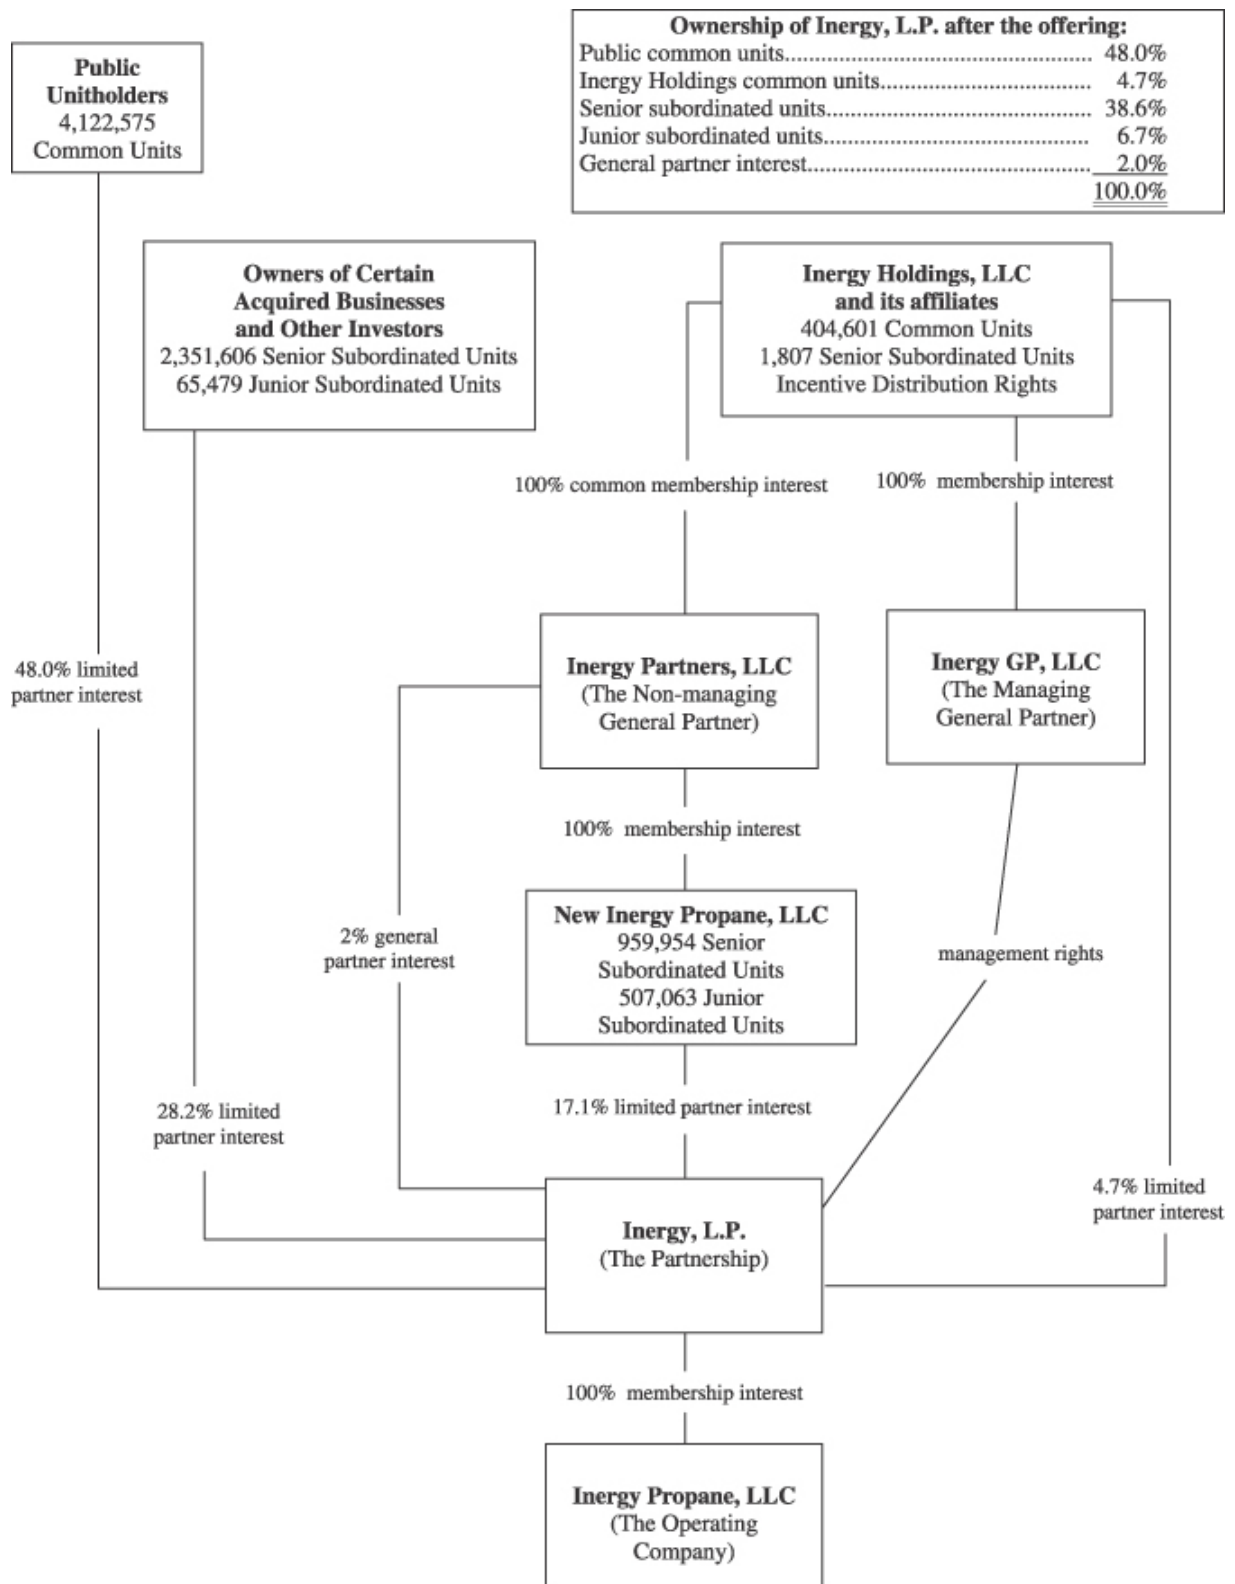 Ownership of Inergy, L.P. after the offering:
Public common units.......................................................... 48.0%
Inergy Holdings common units........................................ 4.7%
Senior subordinated units.................................................. 38.6%
Junior subordinated units.................................................. 6.7%
General partner interest..................................................... 2.0%
100.0%
Public
Unitholders
4,122,575
Common Units
Owners of Certain
Acquired Businesses
and Other Investors
2,351,606 Senior Subordinated Units
65,479 Junior Subordinated Units
Inergy Holdings, LLC
and its affiliates
404,601 Common Units
1,807 Senior Subordinated Units
Incentive Distribution Rights
100% common membership interest
100% membership interest
48.0% limited
partner interest
Inergy Partners, LLC
(The Non-managing
General Partner)
Inergy GP, LLC
(The Managing
General Partner)
100% membership interest
2% general
partner interest
New Inergy Propane, LLC
959,954 Senior
Subordinated Units
507,063 Junior
Subordinated Units
management rights
28.2% limited
partner interest
17.1% limited partner interest
4.7% limited
partner interest
Inergy, L.P.
(The Partnership)
100% membership interest
Inergy Propane, LLC
(The Operating
Company)